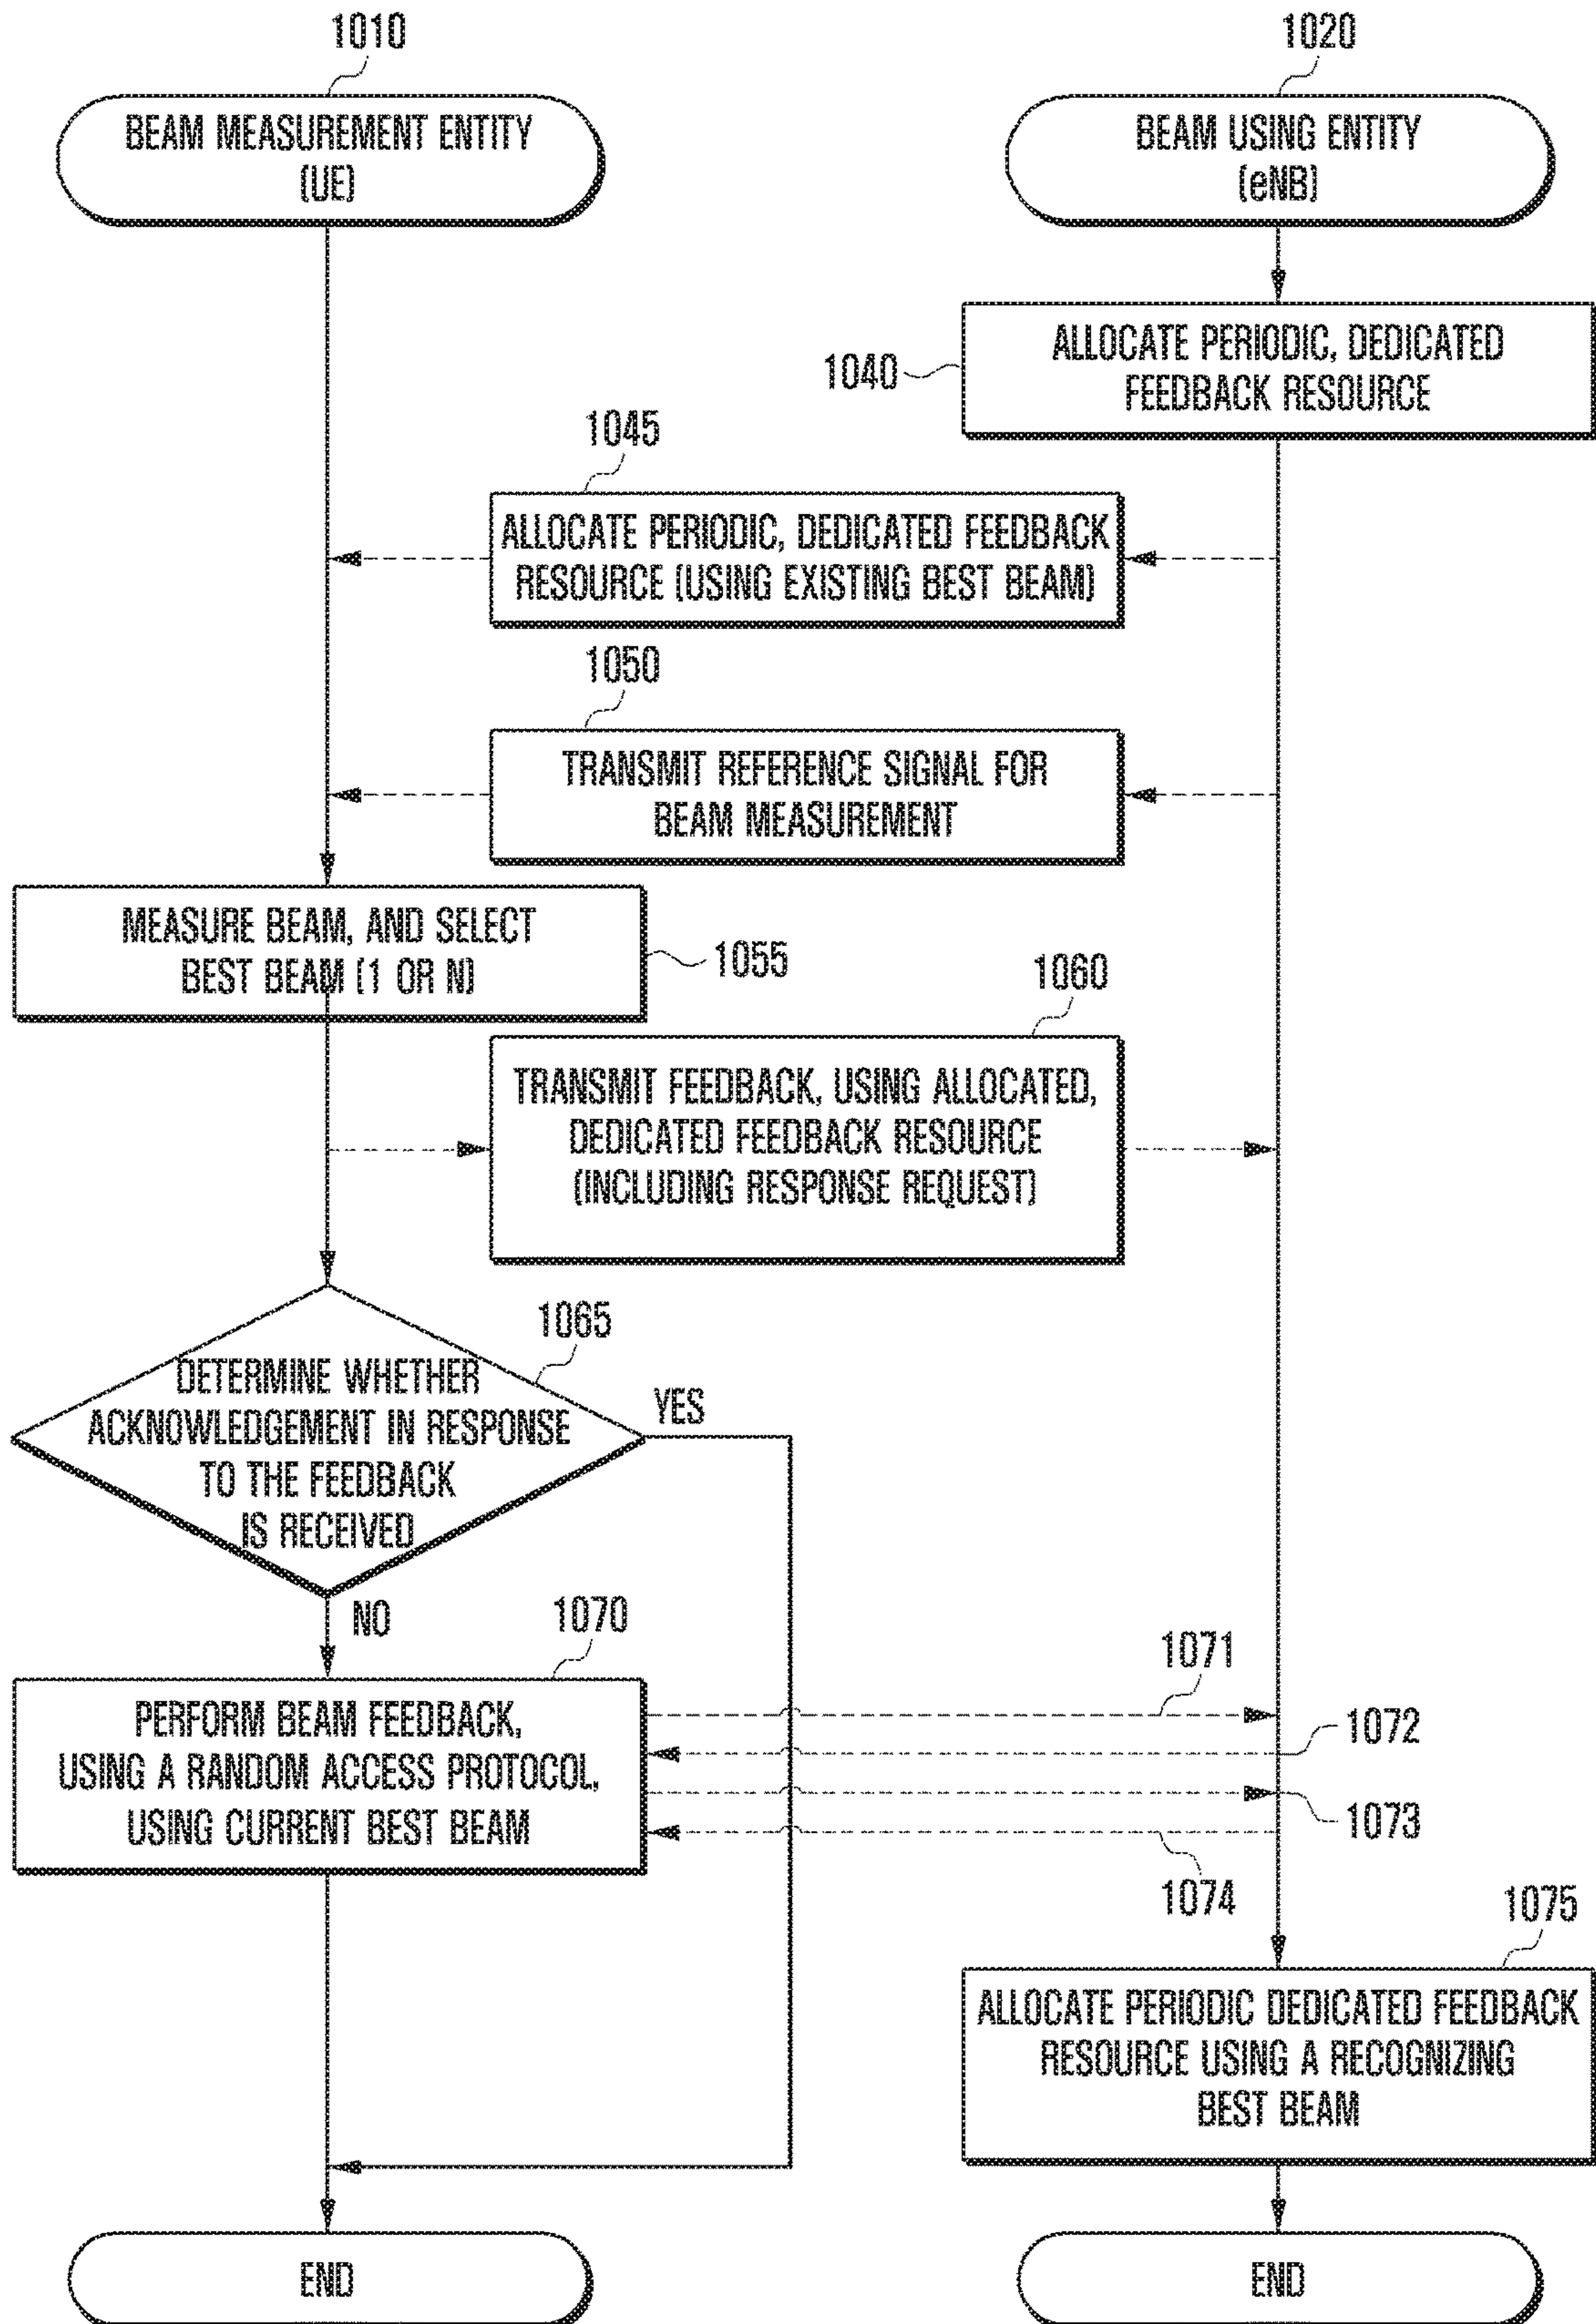 1010
1020
BEAM MEASUREMENT ENTITY
(UE)
BEAM USING ENTITY
(eNB)
1040
ALLOCATE PERIODIC, DEDICATED
FEEDBACK RESOURCE
1045
ALLOCATE PERIODIC, DEDICATED FEEDBACK
RESOURCE (USING EXISTING BEST BEAM)
1050
TRANSMIT REFERENCE SIGNAL FOR
BEAM MEASUREMENT
MEASURE BEAM, AND SELECT
BEST BEAM (1 OR N)
1055
1060
TRANSMIT FEEDBACK, USING ALLOCATED,
DEDICATED FEEDBACK RESOURCE
(INCLUDING RESPONSE REQUEST)
1065
DETERMINE WHETHER
ACKNOWLEDGEMENT IN RESPONSE
TO THE FEEDBACK
IS RECEIVED
YES
NO
1070
PERFORM BEAM FEEDBACK,
USING A RANDOM ACCESS PROTOCOL,
USING CURRENT BEST BEAM
1071
1072
1073
1074
1075
ALLOCATE PERIODIC DEDICATED FEEDBACK
RESOURCE USING A RECOGNIZING
BEST BEAM
END
END